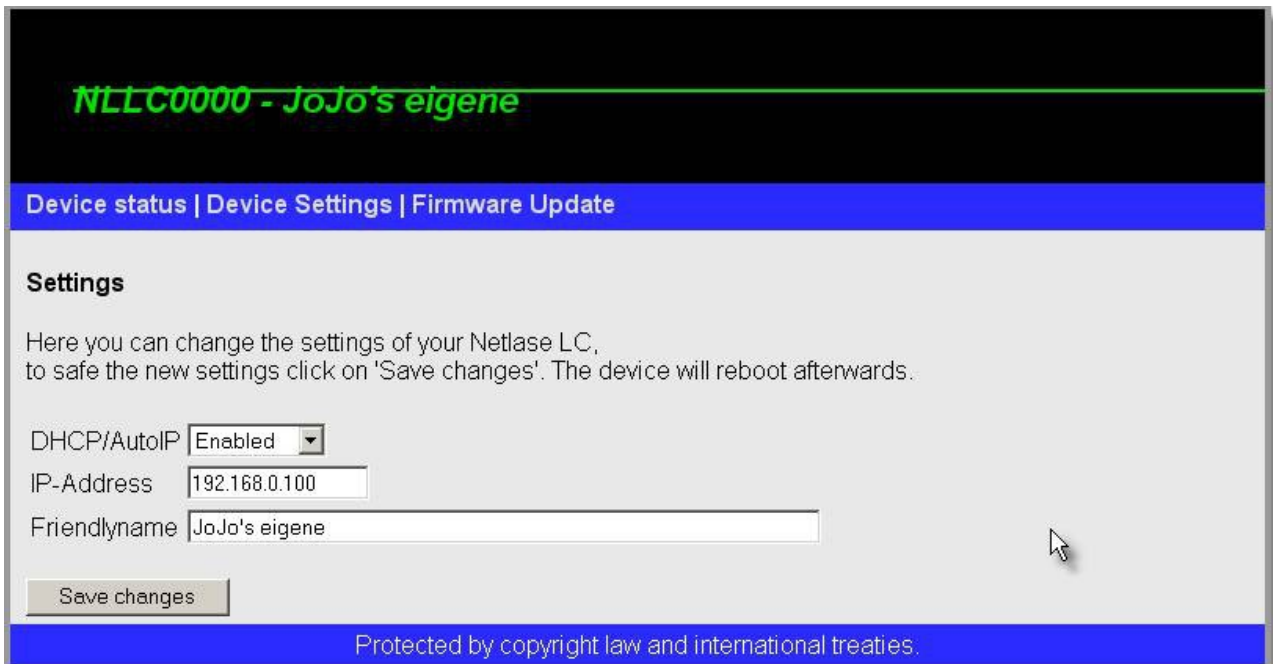 NLLC0000 - JoJo's eigene
Device status | Device Settings | Firmware Update
Settings
Here you can change the settings of your Netlase LC,
to safe the new settings click on 'Save changes'. The device will reboot afterwards.
DHCP/AutoIP Enabled
IP-Address 192.168.0.100
Friendlyname JoJo's eigene
Save changes
Protected by copyright law and international treaties.